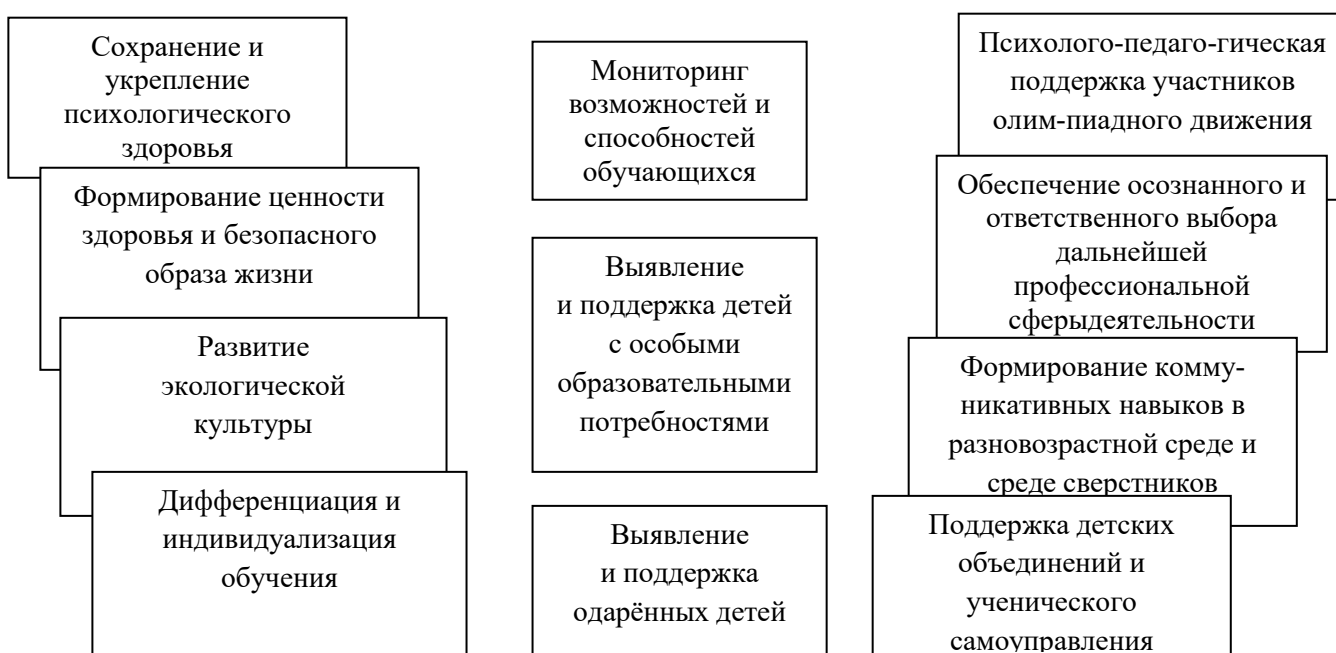 Сохранение и
укрепление
психологического
здоровья
Формирование ценности
здоровья и безопасного
образа жизни
Развитие
экологической
культуры
Дифференциация и
индивидуализация
обучения
Мониторинг
возможностей и
способностей
обучающихся
Выявление
и поддержка детей
с особыми
образовательными
потребностями
Выявление
и поддержка
одарённых детей
Психолого-педаго-гическая
поддержка участников
олим-пиадного движения
Обеспечение осознанного и
ответственного выбора
дальнейшей
профессиональной
сферыдеятельности
Формирование комму-
никативных навыков в
разновозрастной среде и
среде сверстников
Поддержка детских
объединений и
ученического
самоуправления